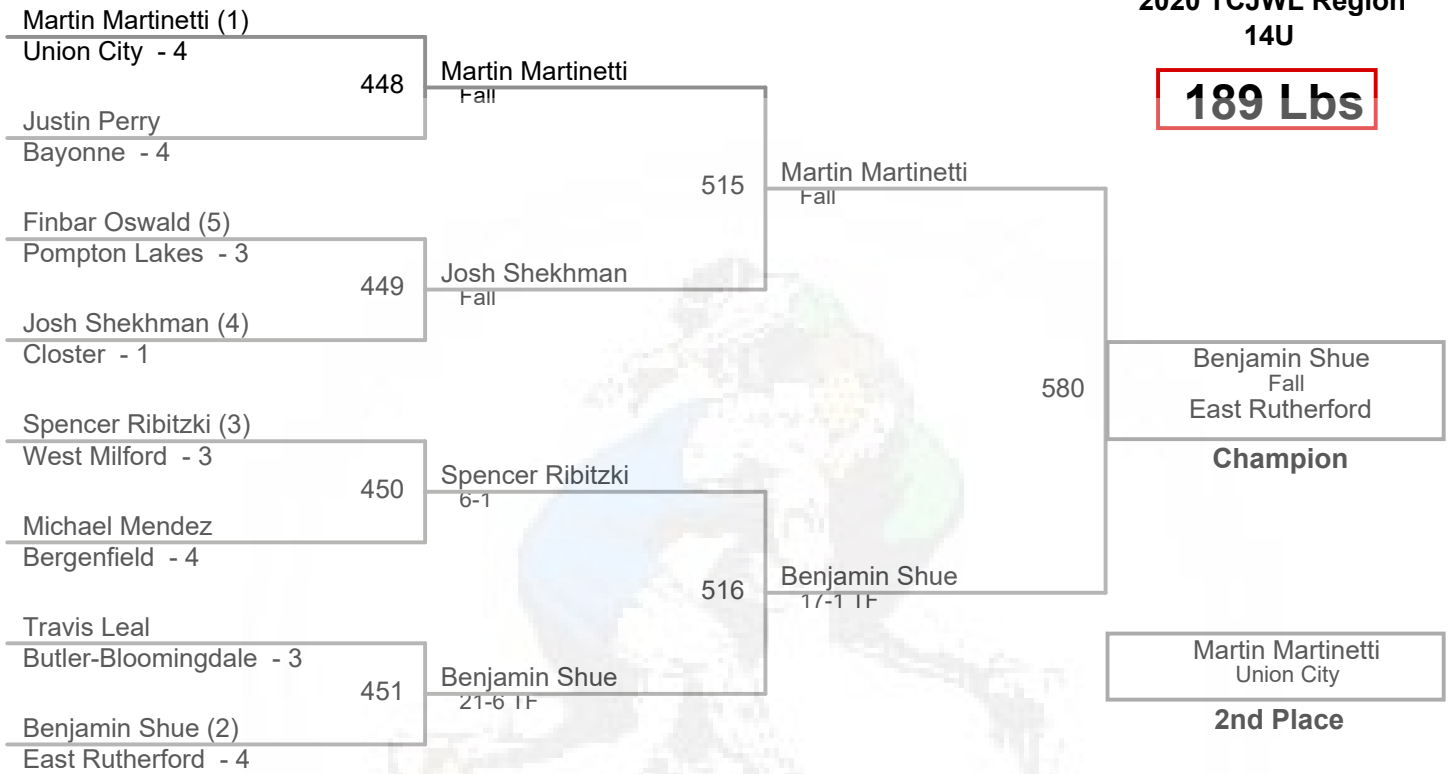 2020 TCJWL Region
14U
189 Lbs
Martin Martinetti (1)
Union City - 4
448
Justin Perry
Bayonne - 4
Martin Martinetti
Fall
Finbar Oswald (5)
Pompton Lakes - 3
449
Josh Shekhman (4)
Closter - 1
Josh Shekhman
Fall
515
Martin Martinetti
Fall
Spencer Ribitzki (3)
West Milford - 3
450
Michael Mendez
Bergenfield - 4
Spencer Ribitzki
6-1
Travis Leal
Butler-Bloomingdale - 3
451
Benjamin Shue (2)
East Rutherford - 4
Benjamin Shue
21-6 TF
516
Benjamin Shue
17-1 TF
580
Benjamin Shue
Fall
East Rutherford
Champion
Martin Martinetti
Union City
2nd Place